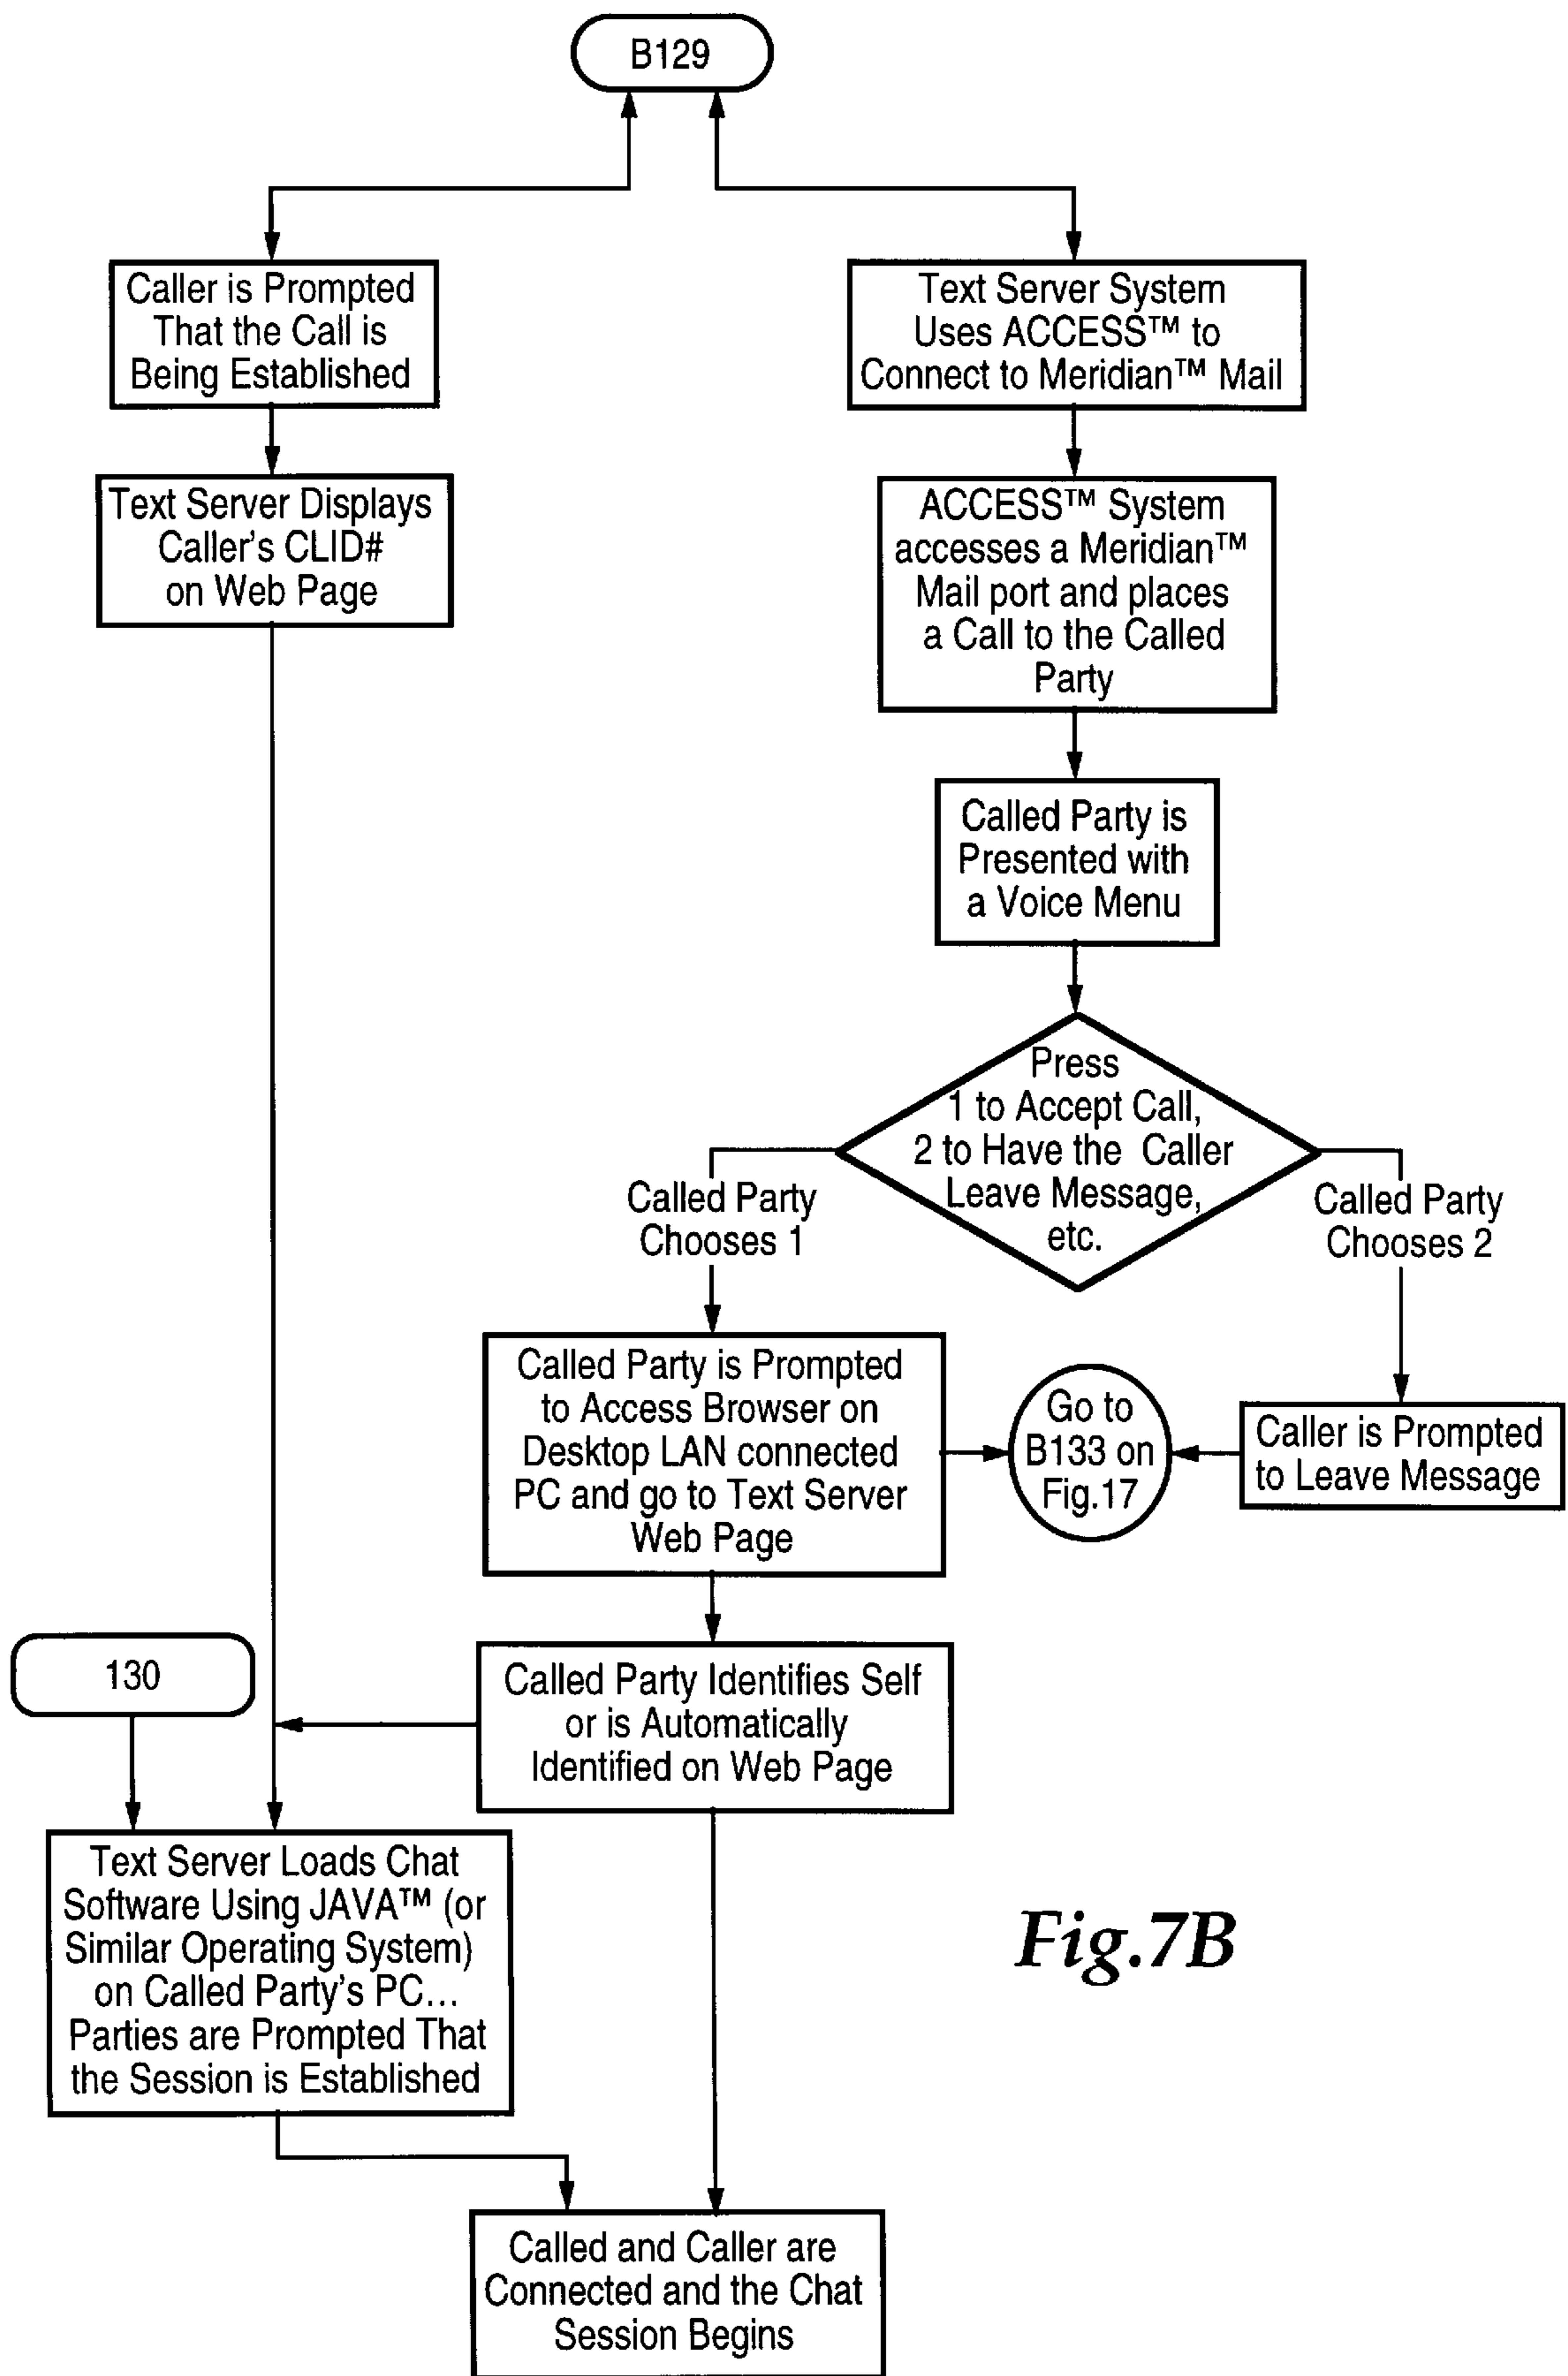 B129
Caller is Prompted
That the Call is
Being Established
Text Server System
Uses ACCESS™ to
Connect to Meridian™ Mail
Text Server Displays
Caller's CLID#
on Web Page
ACCESS™ System
accesses a Meridian™
Mail port and places
a Call to the Called
Party
Called Party is
Presented with
a Voice Menu
Press
1 to Accept Call,
2 to Have the Caller
Leave Message,
etc.
Called Party
Chooses 1
Called Party
Chooses 2
Called Party is Prompted
to Access Browser on
Desktop LAN connected
PC and go to Text Server
Web Page
Go to
B133 on
Fig.17
Caller is Prompted
to Leave Message
130
Called Party Identifies Self
or is Automatically
Identified on Web Page
Text Server Loads Chat
Software Using JAVA™ (or
Similar Operating System)
on Called Party's PC...
Parties are Prompted That
the Session is Established
Fig.7B
Called and Caller are
Connected and the Chat
Session Begins